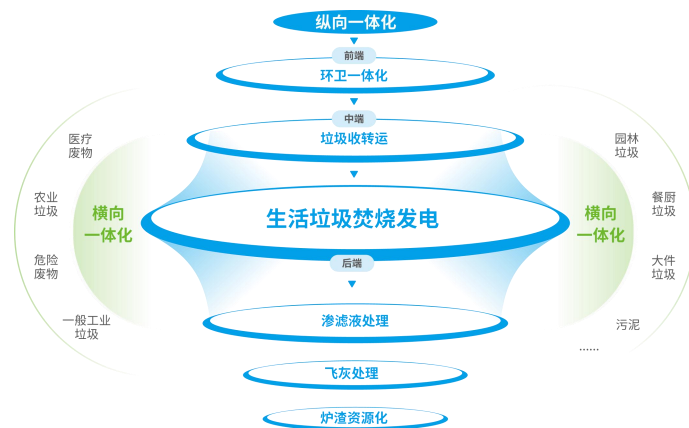 纵向一体化
前端
环卫一体化
中端
垃圾收转运
医疗
废物
园林
垃圾
农业
垃圾
横向
一体化
生活垃圾焚烧发电
横向
一体化
餐厨
垃圾
危险
废物
后端
大件
垃圾
一般工业
垃圾
渗滤液处理
污泥
......
飞灰处理
炉渣资源化